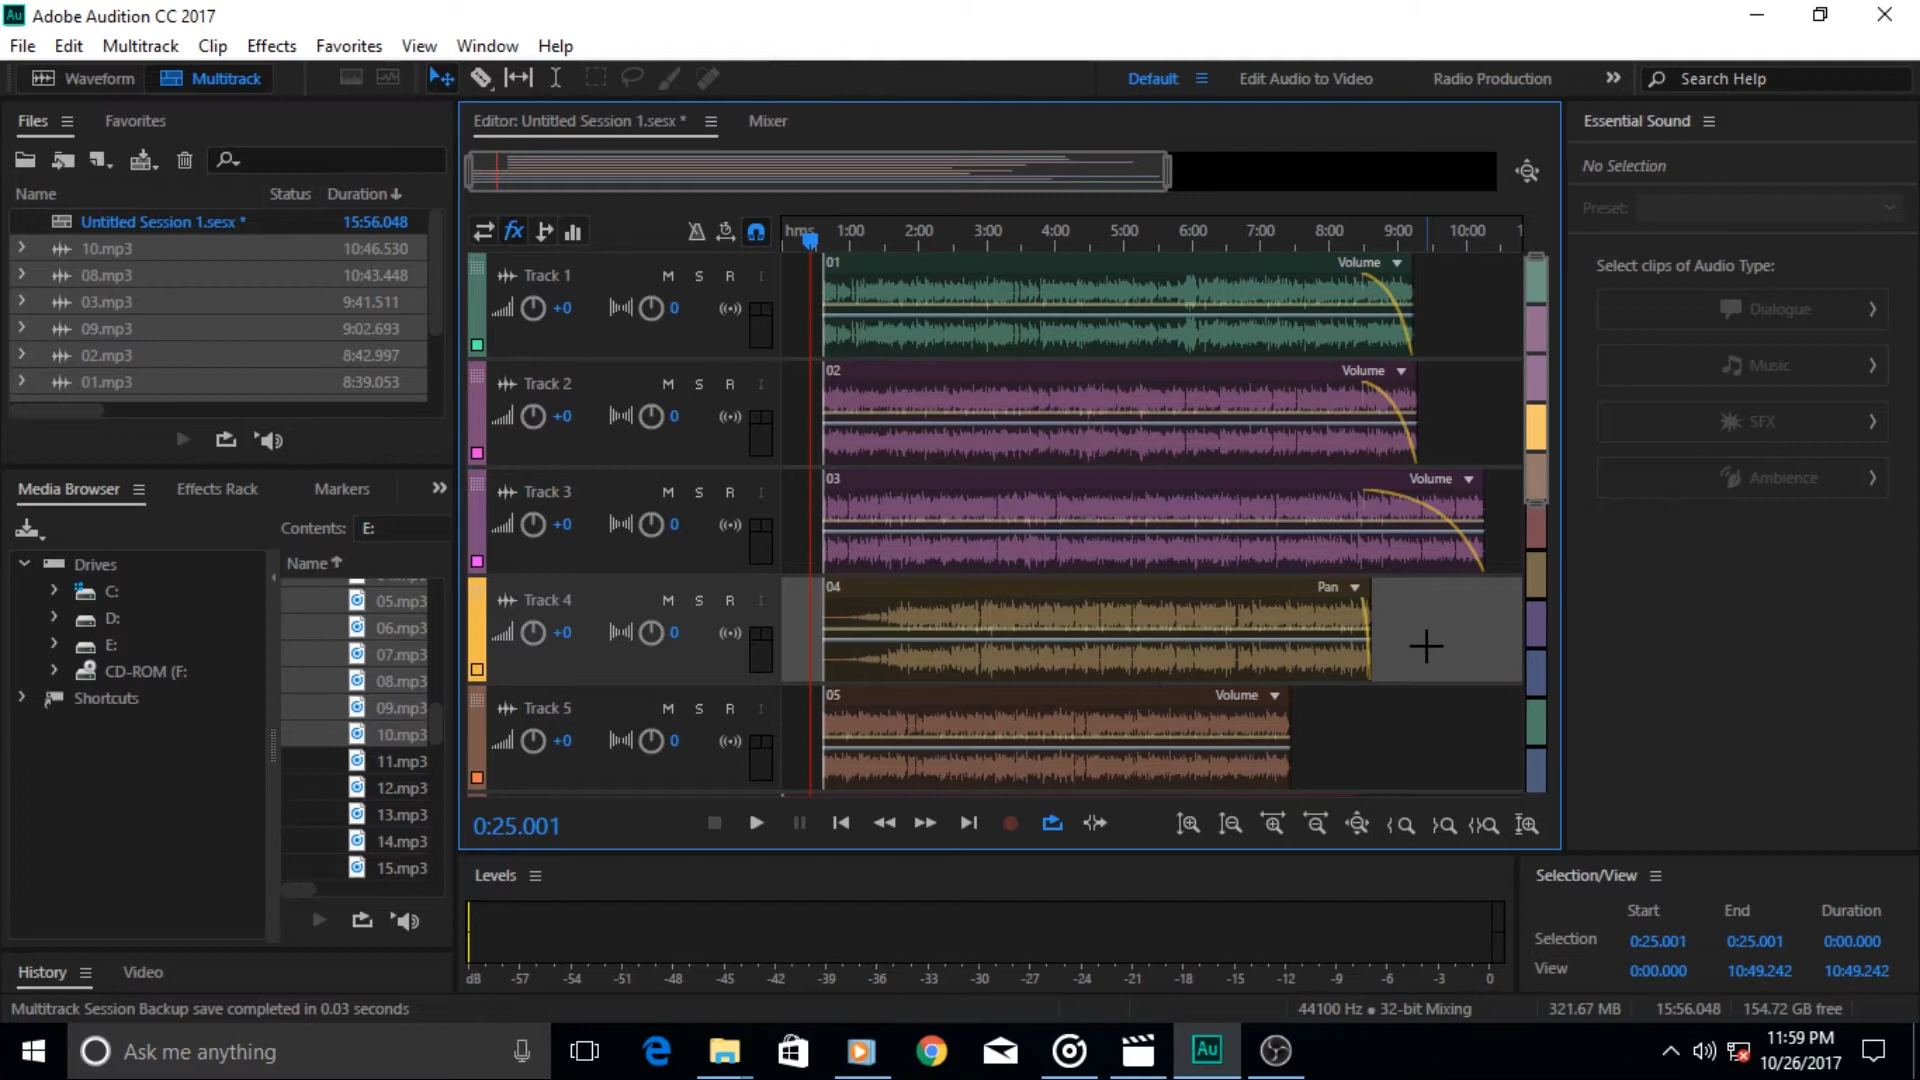 Au Adobe Audition CC 2017
File Edit Multitrack Clip Effects Favorites View Window Help
Waveform Multitrack Default Edit Audio to Video Radio Production Search Help
Files Favorites
Name Status Duration
Untitled Session 1.sesx * 15:56.048
10.mp3 10:46.530
08.mp3 10:43.448
03.mp3 9:41.511
09.mp3 9:02.693
02.mp3 8:42.997
01.mp3 8:39.053
Media Browser Effects Rack Markers
Contents: E:
Drives
C:
D:
E:
CD-ROM (F:
Shortcuts
Name
05.mp3
06.mp3
07.mp3
08.mp3
09.mp3
10.mp3
11.mp3
12.mp3
13.mp3
14.mp3
15.mp3
History Video
Editor: Untitled Session 1.sesx * Mixer
fx hms 1:00 2:00 3:00 4:00 5:00 6:00 7:00 8:00 9:00 10:00 1
Track 1 M S R I 01 Volume
+0 0
Track 2 M S R I 02 Volume
+0 0
Track 3 M S R I 03 Volume
+0 0
Track 4 M S R I 04 Pan
+0 0
Track 5 M S R I 05 Volume
+0 0
0:25.001
Levels
dB -57 -54 -51 -48 -45 -42 -39 -36 -33 -30 -27 -24 -21 -18 -15 -12 -9 -6 -3 0
Essential Sound
No Selection
Preset:
Select clips of Audio Type:
Dialogue
Music
SFX
Ambience
Selection/View
Start End Duration
Selection 0:25.001 0:25.001 0:00.000
View 0:00.000 10:49.242 10:49.242
Multitrack Session Backup save completed in 0.03 seconds 44100 Hz ● 32-bit Mixing 321.67 MB 15:56.048 154.72 GB free
Ask me anything Au 11:59 PM
10/26/2017